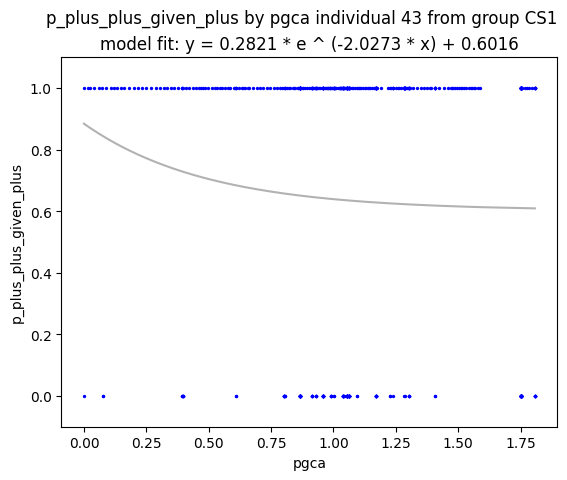 p_plus_plus_given_plus by pgca individual 43 from group CS1
model fit: y = 0.2821 * e ^ (-2.0273 * x) + 0.6016
1.0
0.8
0.6
0.4
0.2
0.0
p_plus_plus_given_plus
0.00 0.25 0.50 0.75 1.00 1.25 1.50 1.75
pgca